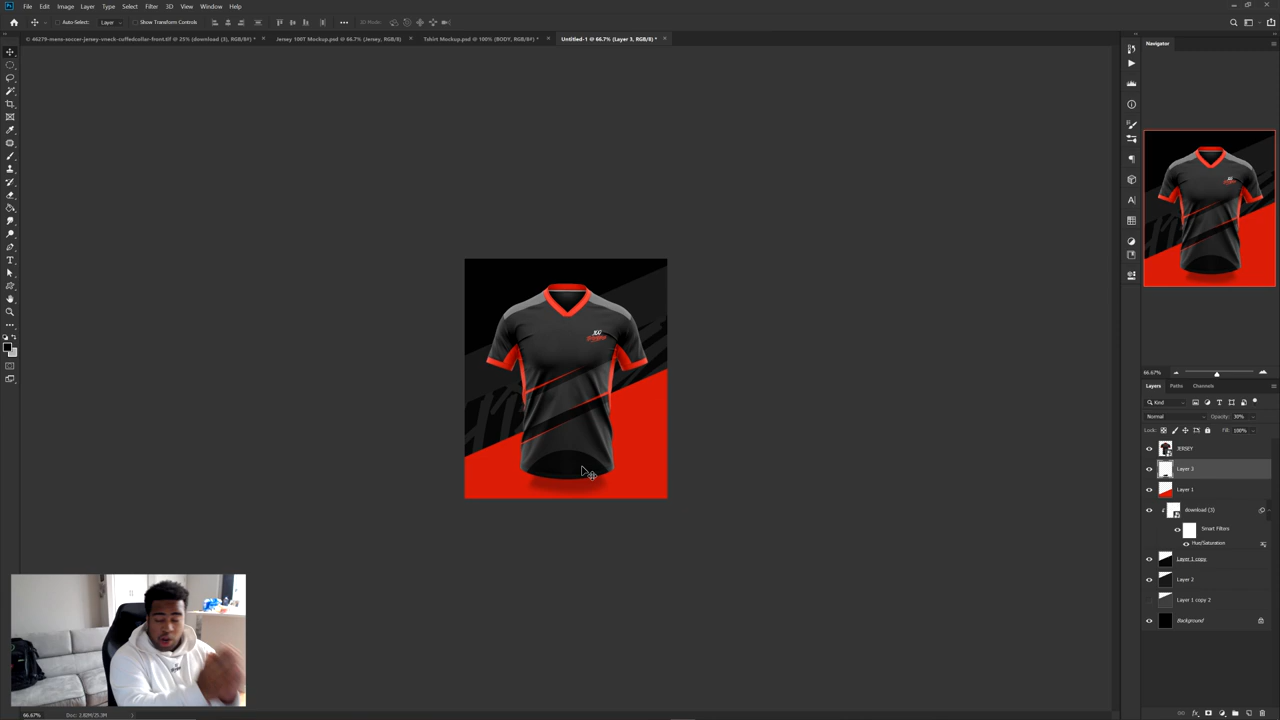 Ps File Edit Image Layer Type Select Filter 3D View Window Help
Auto-Select: Layer Show Transform Controls 3D Mode:
46279-mens-soccer-jersey-vneck-cuffedcollar-front.tif @ 25% (download (3), RGB/8#) * Jersey 100T Mockup.psd @ 66.7% (Jersey, RGB/8) Tshirt Mockup.psd @ 100% (BODY, RGB/8#) * Untitled-1 @ 66.7% (Layer 3, RGB/8) *
Navigator
100
66.67%
Layers Paths Channels
Kind
Normal Opacity: 30%
Lock: Fill: 100%
JERSEY
Layer 3
Layer 1
download (3)
Smart Filters
Hue/Saturation
Layer 1 copy
Layer 2
Layer 1 copy 2
Background
66.67% Doc: 3.82M/25.3M